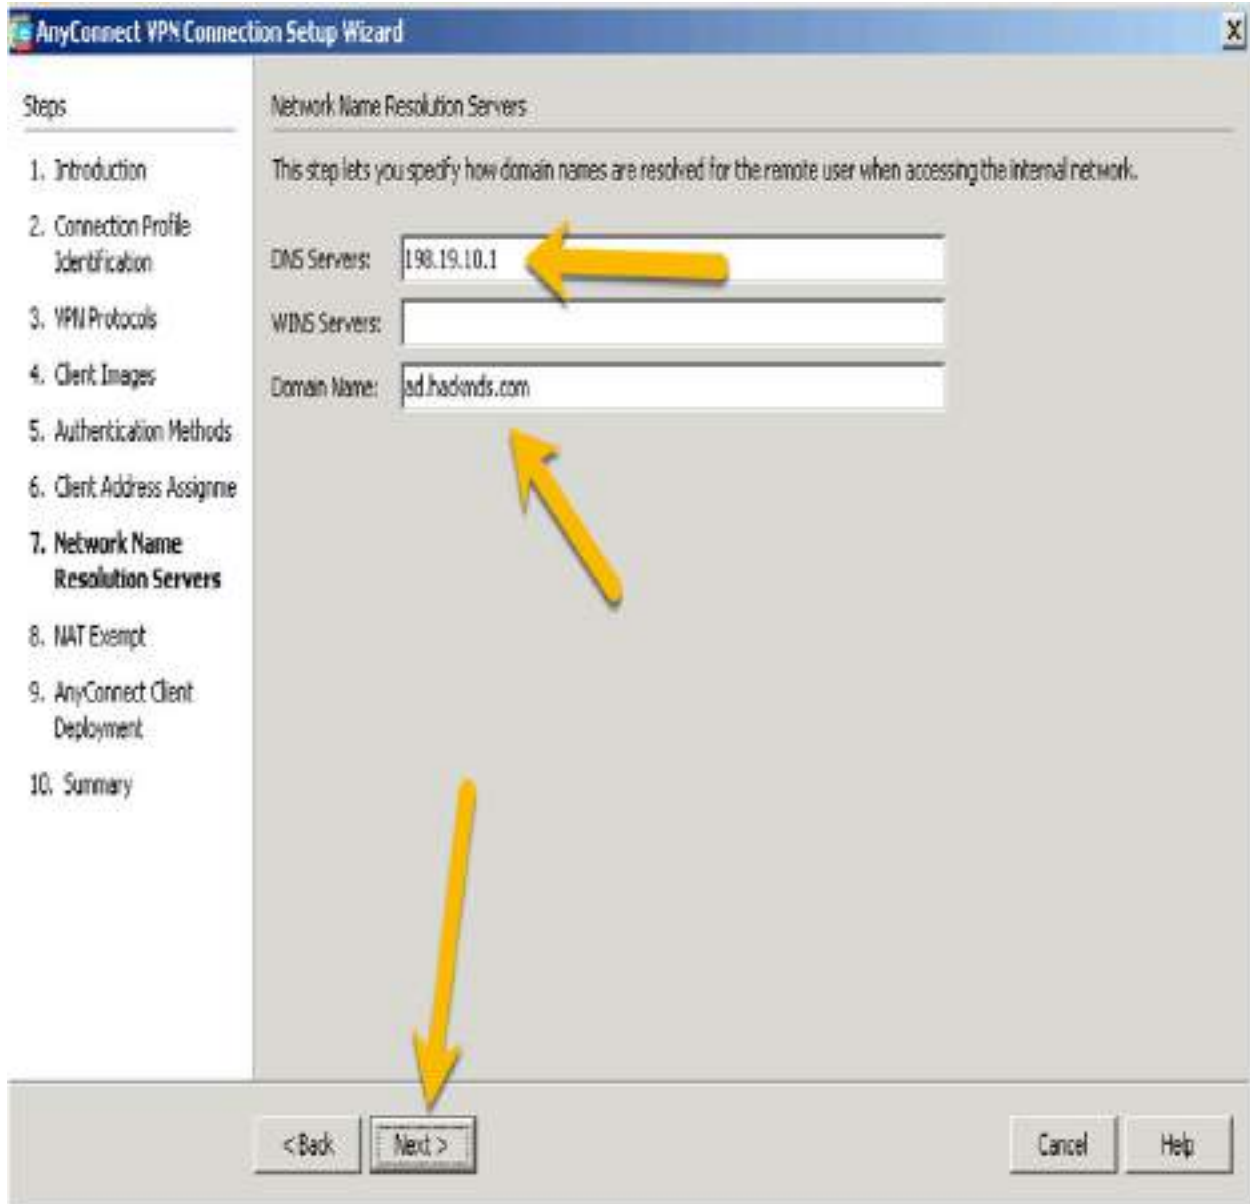 AnyConnect VPN Connection Setup Wizard
Steps
1. Introduction
2. Connection Profile
Identification
3. VPN Protocols
4. Client Images
5. Authentication Methods
6. Client Address Assignme
7. Network Name
Resolution Servers
8. NAT Exempt
9. AnyConnect Client
Deployment
10. Summary
Network Name Resolution Servers
This step lets you specify how domain names are resolved for the remote user when accessing the internal network.
DNS Servers: 198.19.10.1
WINS Servers:
Domain Name: ad.hackmds.com
< Back Next > Cancel Help